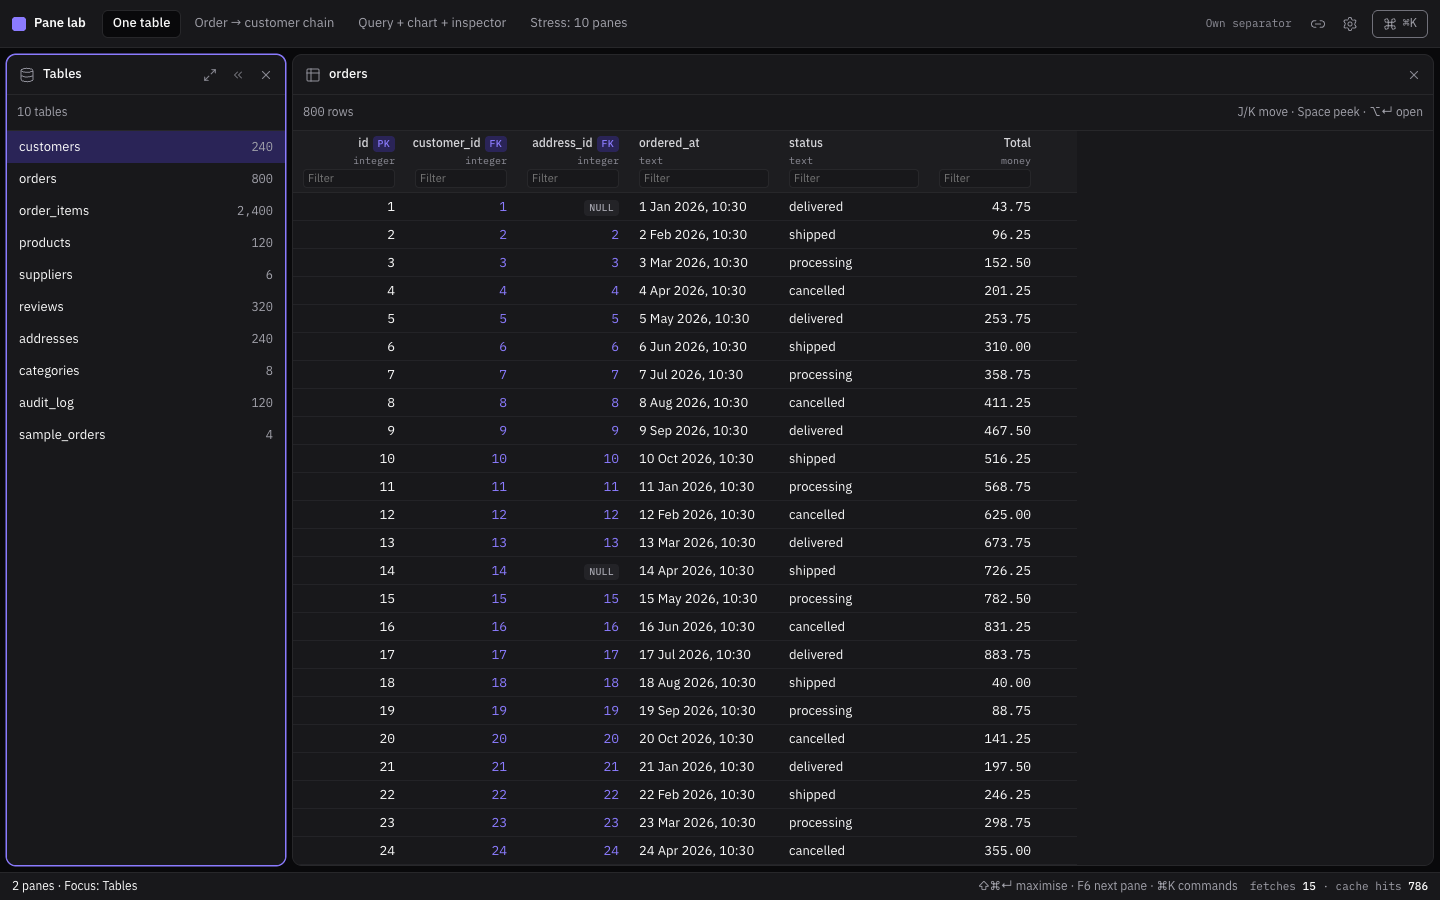 Pane lab One table Order → customer chain Query + chart + inspector Stress: 10 panes Own separator ⌘ ⌘K
Tables
10 tables
customers 240
orders 800
order_items 2,400
products 120
suppliers 6
reviews 320
addresses 240
categories 8
audit_log 120
sample_orders 4
orders
800 rows J/K move · Space peek · ⌥↵ open
id PK customer_id FK address_id FK ordered_at status Total
integer integer integer text text money
Filter Filter Filter Filter Filter Filter
1 1 NULL 1 Jan 2026, 10:30 delivered 43.75
2 2 2 2 Feb 2026, 10:30 shipped 96.25
3 3 3 3 Mar 2026, 10:30 processing 152.50
4 4 4 4 Apr 2026, 10:30 cancelled 201.25
5 5 5 5 May 2026, 10:30 delivered 253.75
6 6 6 6 Jun 2026, 10:30 shipped 310.00
7 7 7 7 Jul 2026, 10:30 processing 358.75
8 8 8 8 Aug 2026, 10:30 cancelled 411.25
9 9 9 9 Sep 2026, 10:30 delivered 467.50
10 10 10 10 Oct 2026, 10:30 shipped 516.25
11 11 11 11 Jan 2026, 10:30 processing 568.75
12 12 12 12 Feb 2026, 10:30 cancelled 625.00
13 13 13 13 Mar 2026, 10:30 delivered 673.75
14 14 NULL 14 Apr 2026, 10:30 shipped 726.25
15 15 15 15 May 2026, 10:30 processing 782.50
16 16 16 16 Jun 2026, 10:30 cancelled 831.25
17 17 17 17 Jul 2026, 10:30 delivered 883.75
18 18 18 18 Aug 2026, 10:30 shipped 40.00
19 19 19 19 Sep 2026, 10:30 processing 88.75
20 20 20 20 Oct 2026, 10:30 cancelled 141.25
21 21 21 21 Jan 2026, 10:30 delivered 197.50
22 22 22 22 Feb 2026, 10:30 shipped 246.25
23 23 23 23 Mar 2026, 10:30 processing 298.75
24 24 24 24 Apr 2026, 10:30 cancelled 355.00
2 panes · Focus: Tables ⇧⌘↵ maximise · F6 next pane · ⌘K commands fetches 15 · cache hits 786